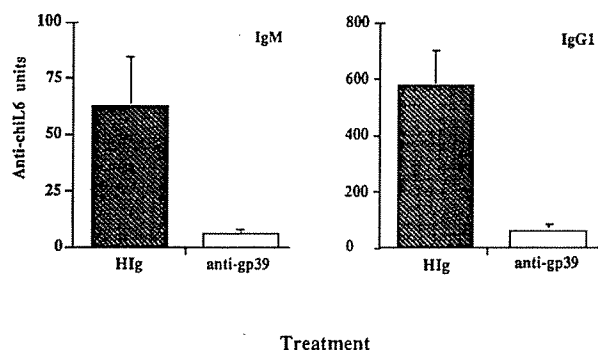 100
75
50
25
0
Anti-chiL6 units
IgM
HIg
anti-gp39
800
600
400
200
0
IgG1
HIg
anti-gp39
Treatment